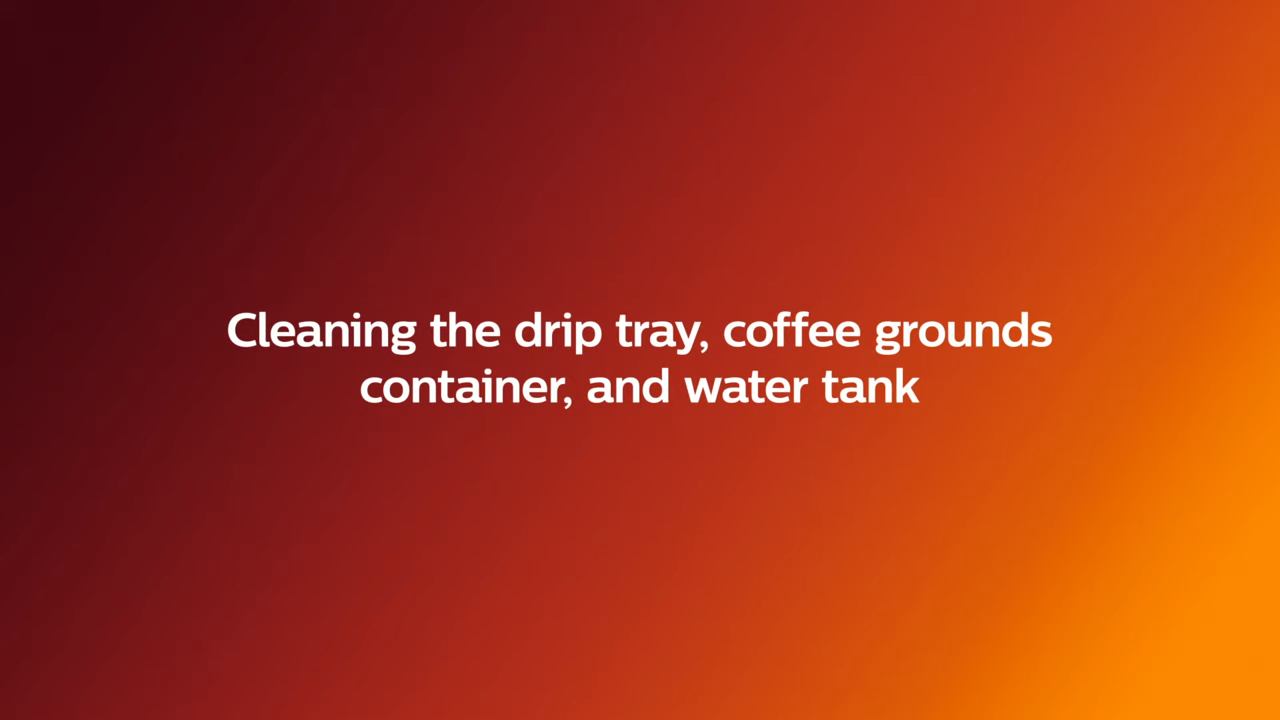 Cleaning the drip tray, coffee grounds
container, and water tank